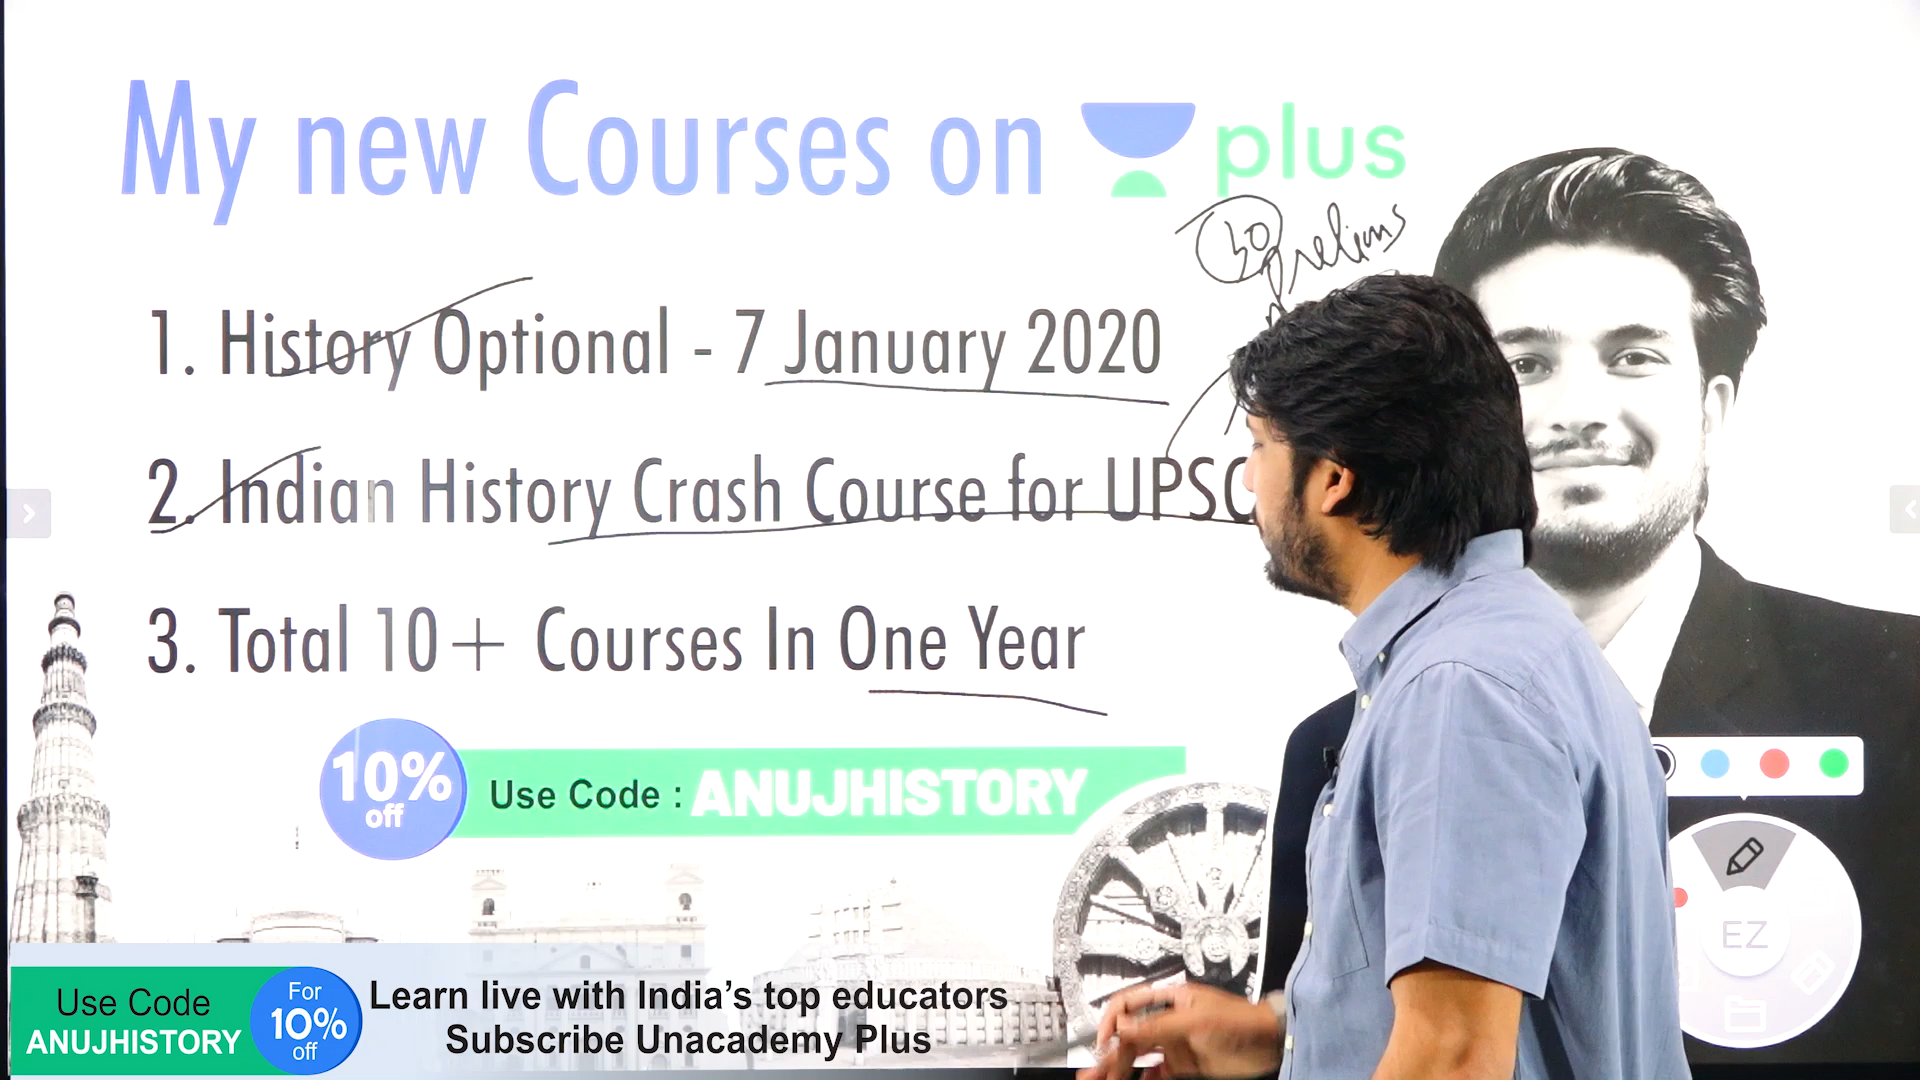 My new Courses on plus
50
prelims
1. History Optional - 7 January 2020
2. Indian History Crash Course for UPSC
3. Total 10+ Courses In One Year
10%
off
Use Code : ANUJHISTORY
EZ
Use Code
ANUJHISTORY
For
10%
off
Learn live with India's top educators
Subscribe Unacademy Plus